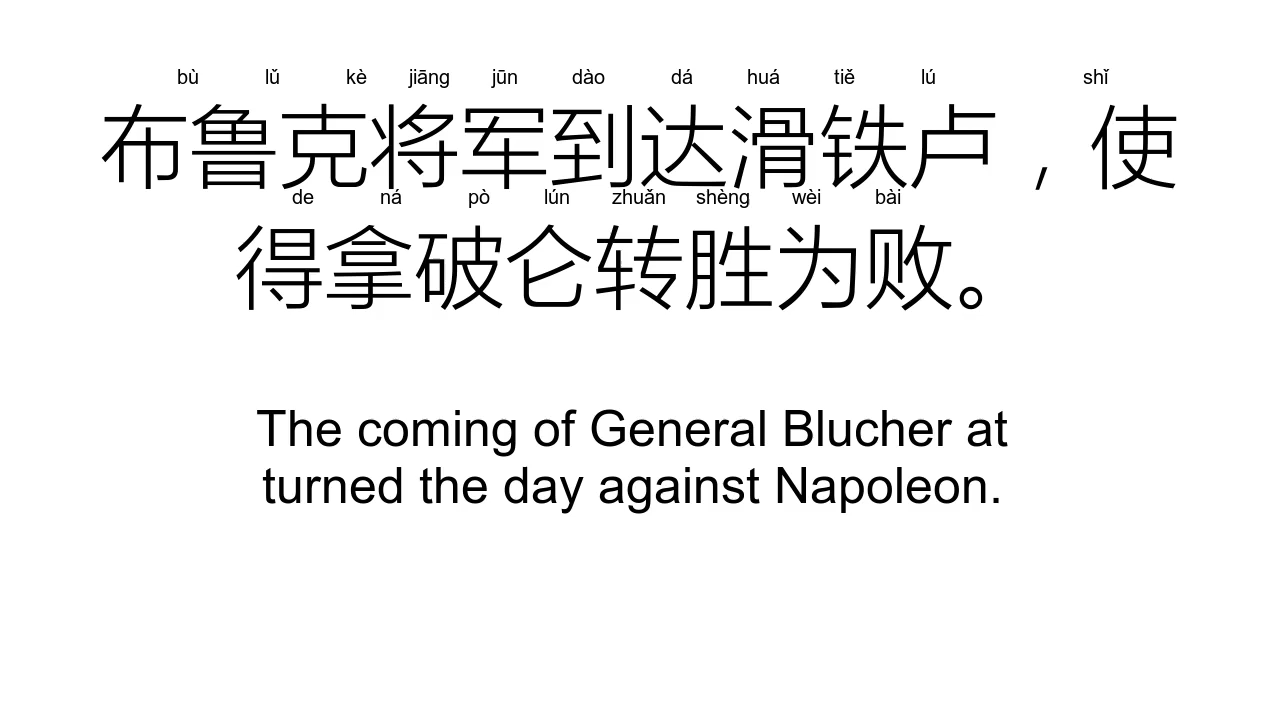 bù lǔ kè jiāng jūn dào dá huá tiě lú shǐ
布鲁克将军到达滑铁卢，使
de ná pò lún zhuǎn shèng wèi bài
得拿破仑转胜为败。
The coming of General Blucher at
turned the day against Napoleon.